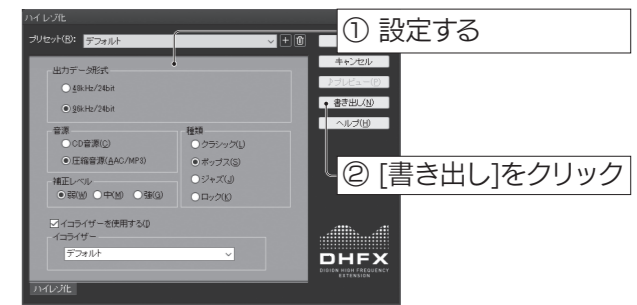 ハイレゾ化
① 設定する
プリセット(R): デフォルト
キャンセル
プレビュー(P)
書き出し(N)
ヘルプ(H)
出力データ形式
48kHz/24bit
96kHz/24bit
音源
CD音源(C)
圧縮音源(AAC/MP3)
種類
クラシック(L)
ポップス(S)
ジャズ(J)
ロック(K)
補正レベル
弱(W) 中(M) 強(G)
② [書き出し]をクリック
イコライザーを使用する(I)
イコライザー
デフォルト
DHFX
DIGION HIGH FREQUENCY
EXTENSION
ハイレゾ化